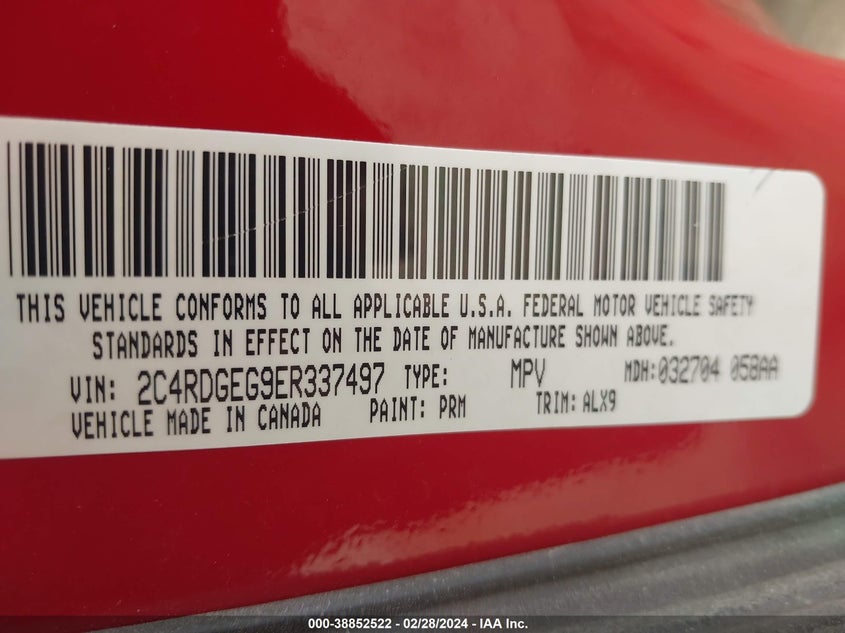 THIS VEHICLE CONFORMS TO ALL APPLICABLE U.S.A. FEDERAL MOTOR VEHICLE SAFETY
STANDARDS IN EFFECT ON THE DATE OF MANUFACTURE SHOWN ABOVE.
VIN: 2C4RDGEG9ER337497 TYPE: MPV MDH:032704 058AA
VEHICLE MADE IN CANADA PAINT: PRM TRIM: ALX9
000-38852522 - 02/28/2024 - IAA Inc.